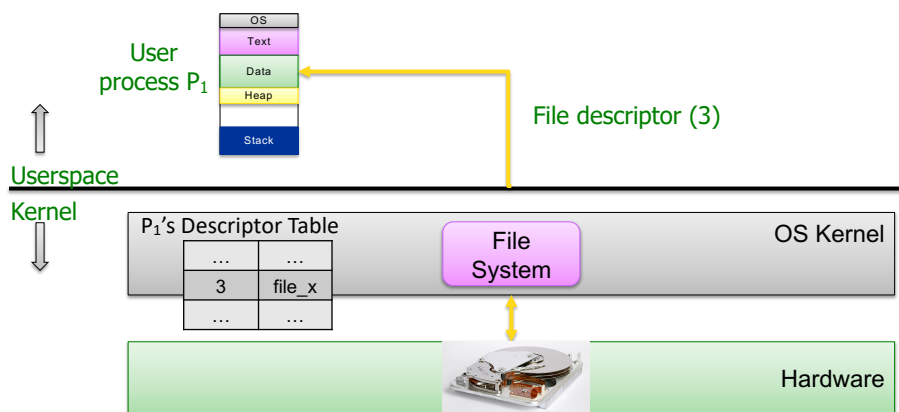 OS
Text
User
process P₁
Data
Heap
File descriptor (3)
Stack
Userspace
Kernel
P₁'s Descriptor Table
File
System
OS Kernel
… …
3 file_x
… …
Hardware